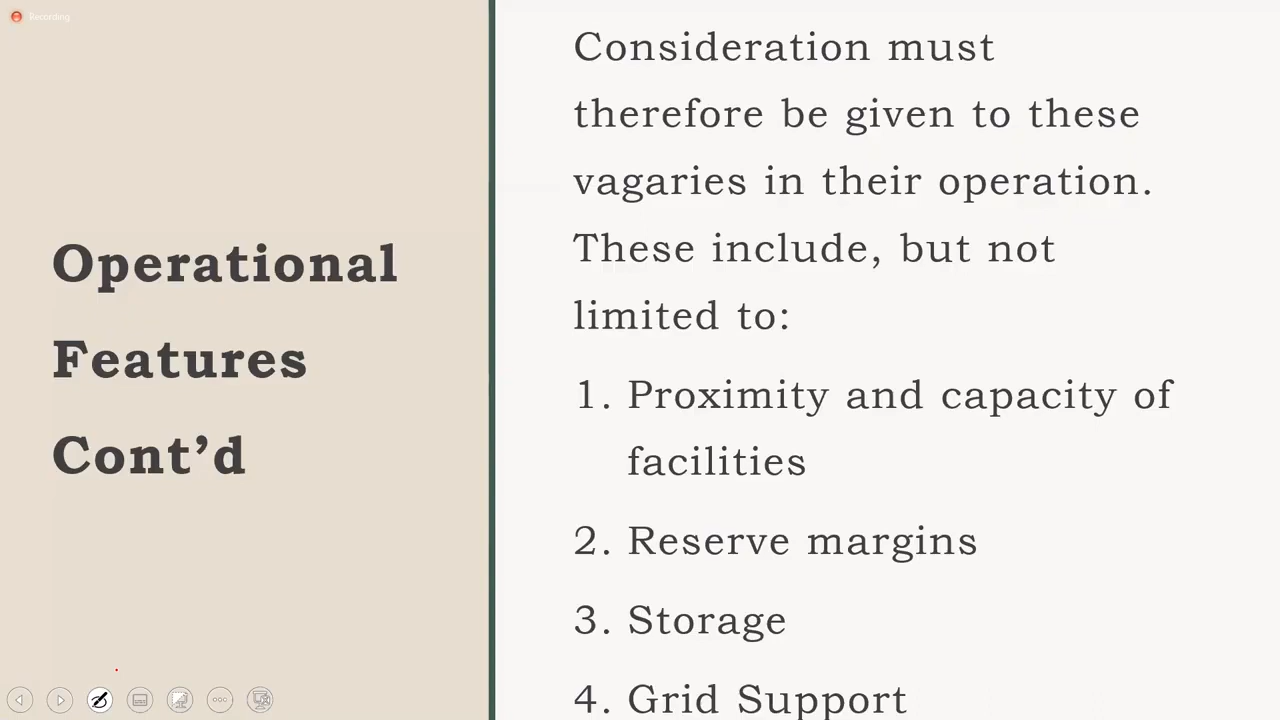 Recording
Operational
Features
Cont’d
Consideration must
therefore be given to these
vagaries in their operation.
These include, but not
limited to:
1. Proximity and capacity of
facilities
2. Reserve margins
3. Storage
4. Grid Support